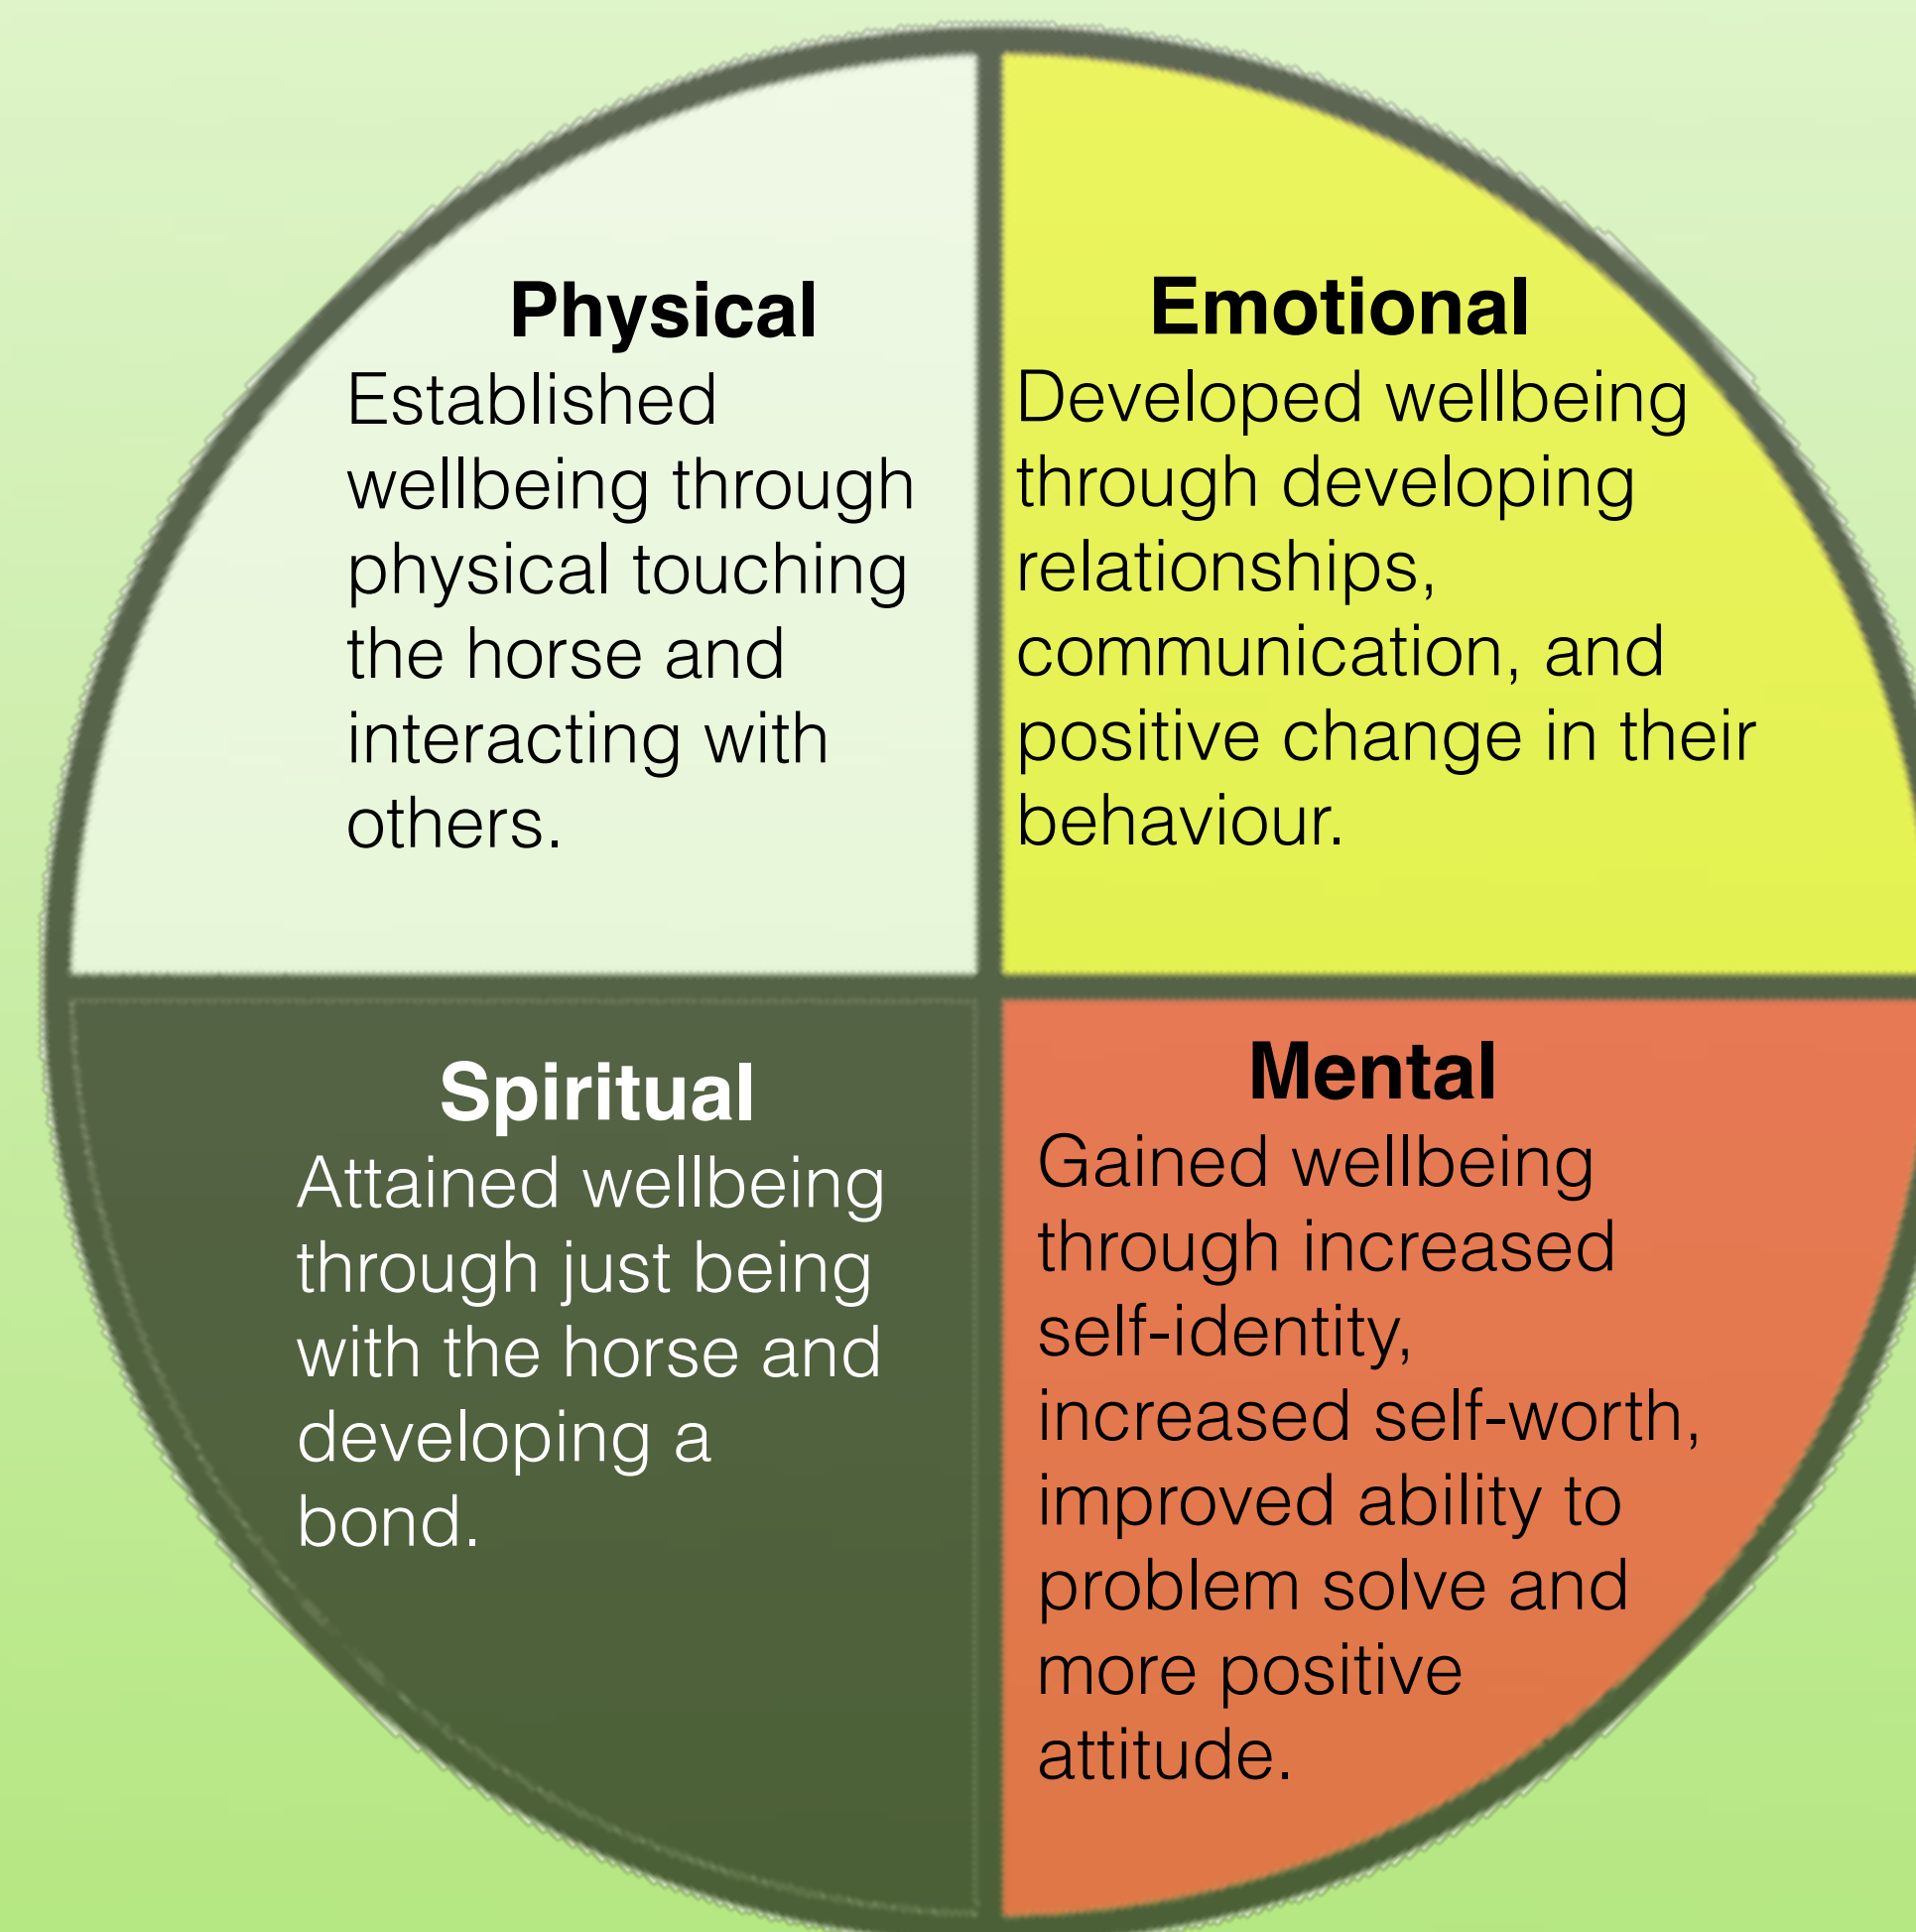 Physical
Established
wellbeing through
physical touching
the horse and
interacting with
others.
Emotional
Developed wellbeing
through developing
relationships,
communication, and
positive change in their
behaviour.
Spiritual
Attained wellbeing
through just being
with the horse and
developing a
bond.
Mental
Gained wellbeing
through increased
self-identity,
increased self-worth,
improved ability to
problem solve and
more positive
attitude.